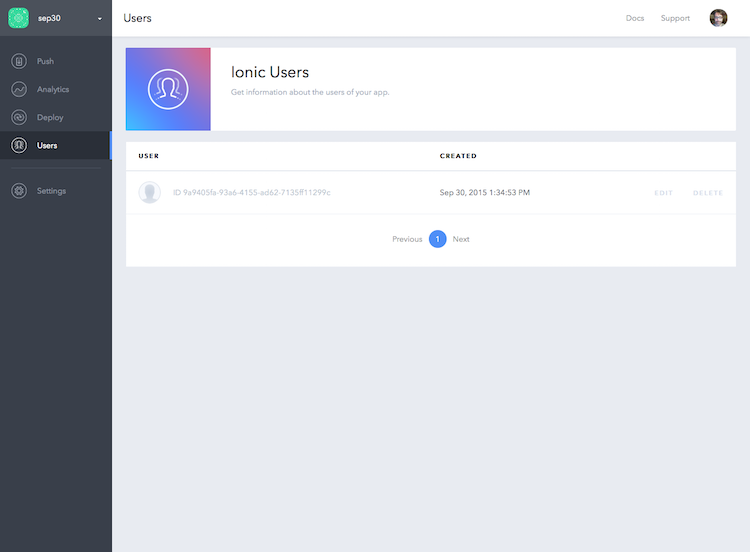 sep30
Users
Docs
Support
Push
Analytics
Deploy
Users
Settings
Ionic Users
Get information about the users of your app.
USER CREATED
ID 9a9405fa-93a6-4155-ad62-7135ff11299c Sep 30, 2015 1:34:53 PM EDIT DELETE
Previous 1 Next